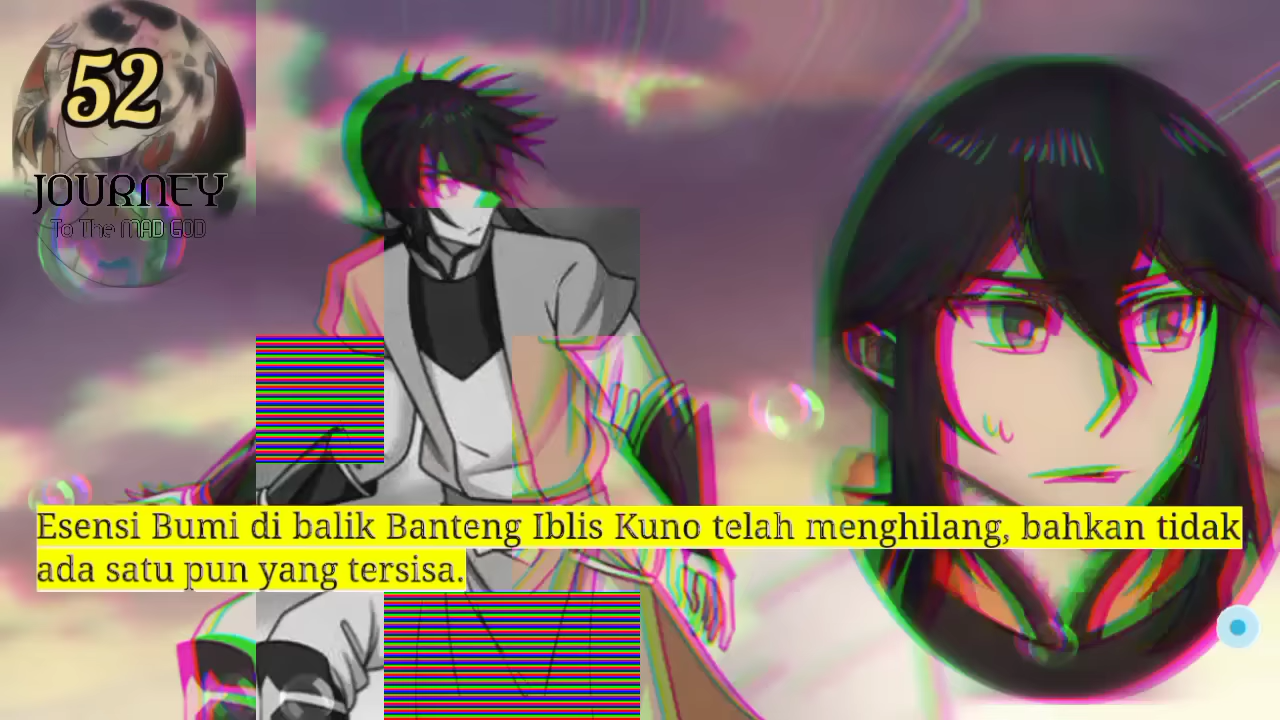 52
JOURNEY
To The MAD GOD
Esensi Bumi di balik Banteng Iblis Kuno telah menghilang, bahkan tidak
ada satu pun yang tersisa.